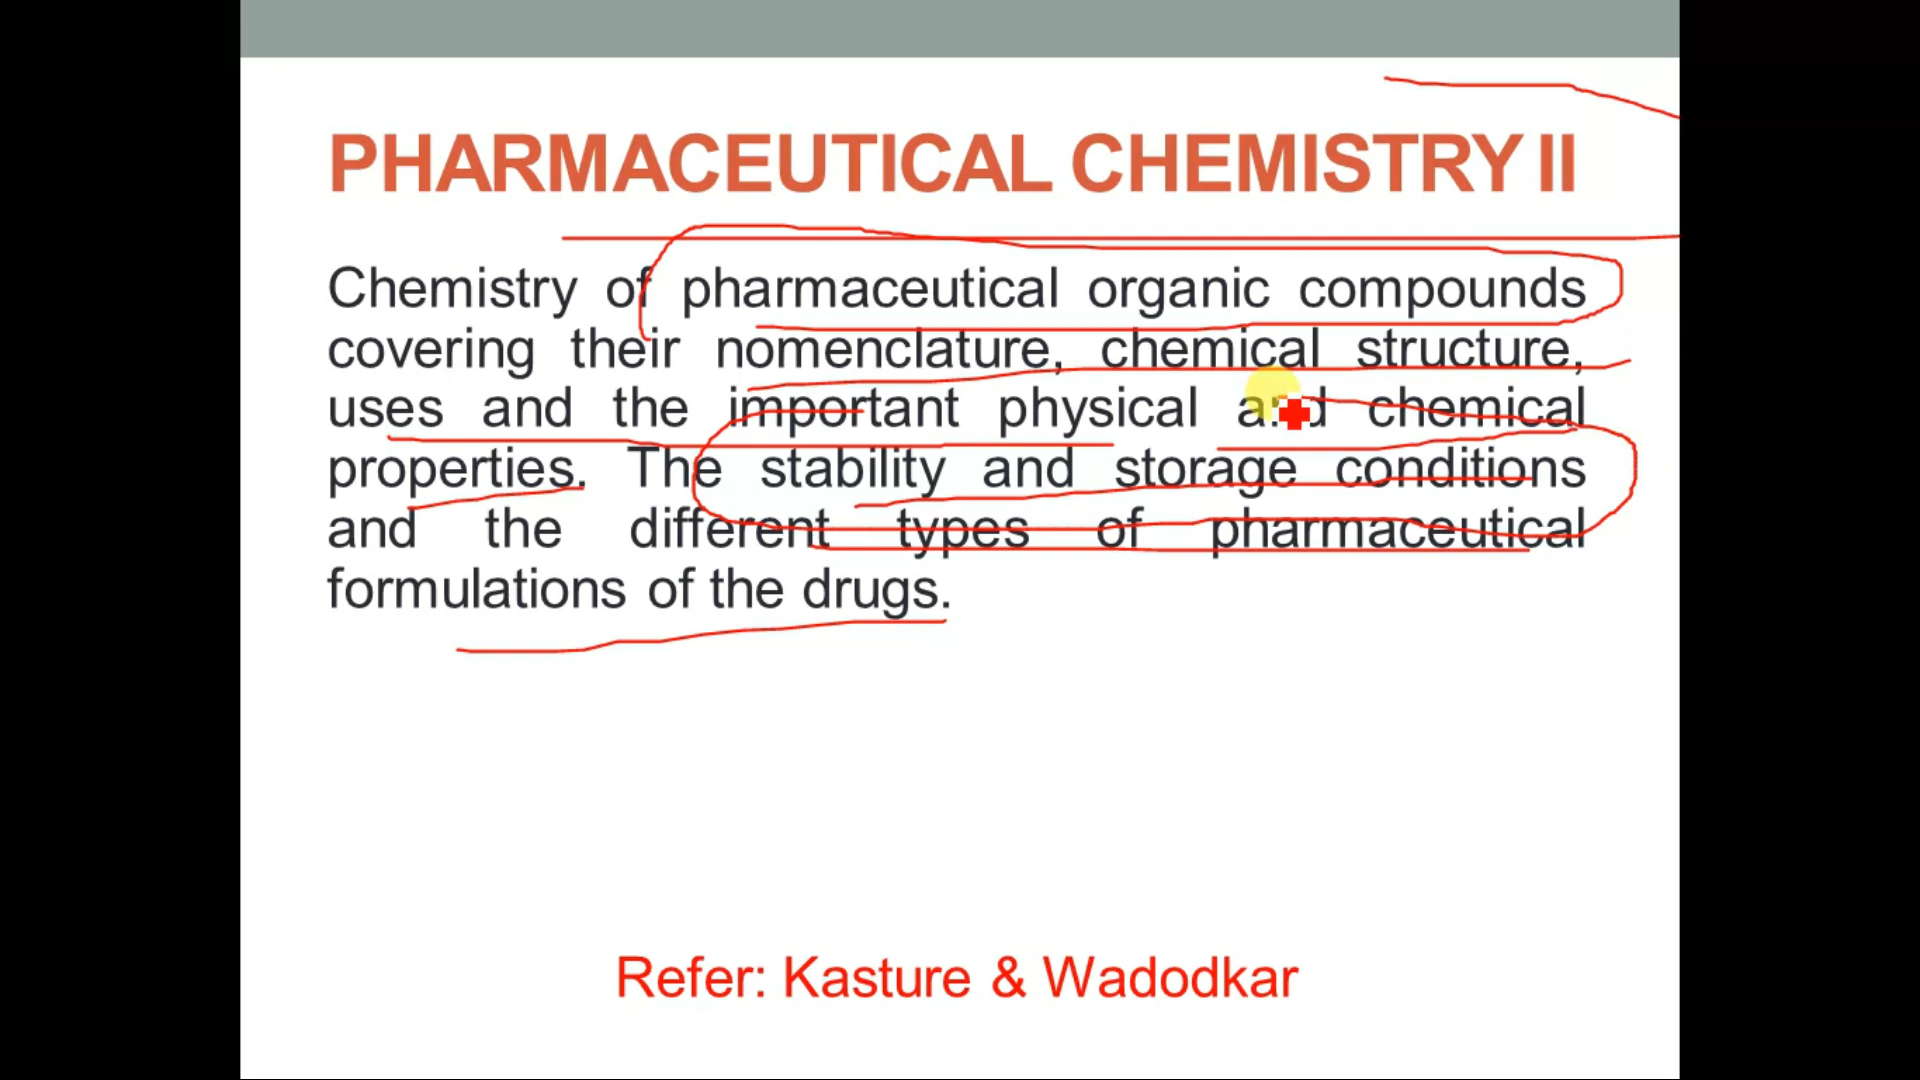 PHARMACEUTICAL CHEMISTRY II
Chemistry of pharmaceutical organic compounds
covering their nomenclature, chemical structure,
uses and the important physical and chemical
properties. The stability and storage conditions
and the different types of pharmaceutical
formulations of the drugs.
Refer: Kasture & Wadodkar